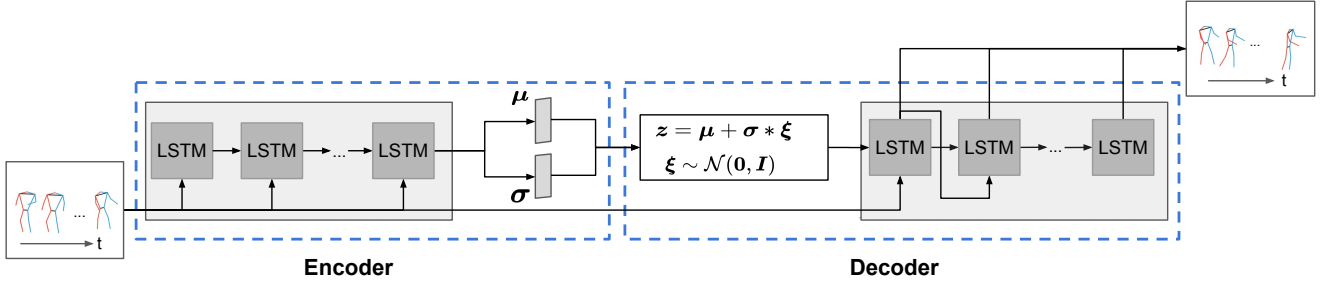 ... t
LSTM LSTM ... LSTM
μ
σ
Encoder
z = μ + σ * ξ
ξ ∼ 𝒩(0, I)
LSTM LSTM ... LSTM
Decoder
... t